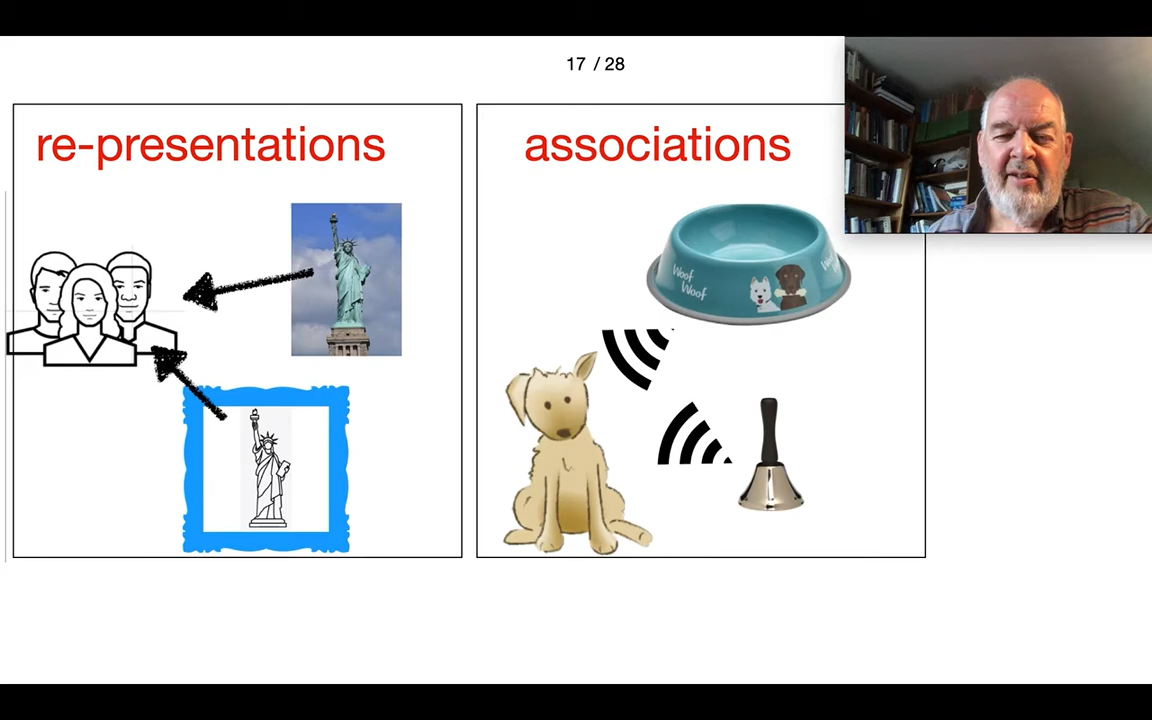 17 / 28
re-presentations
associations
Woof
Woof